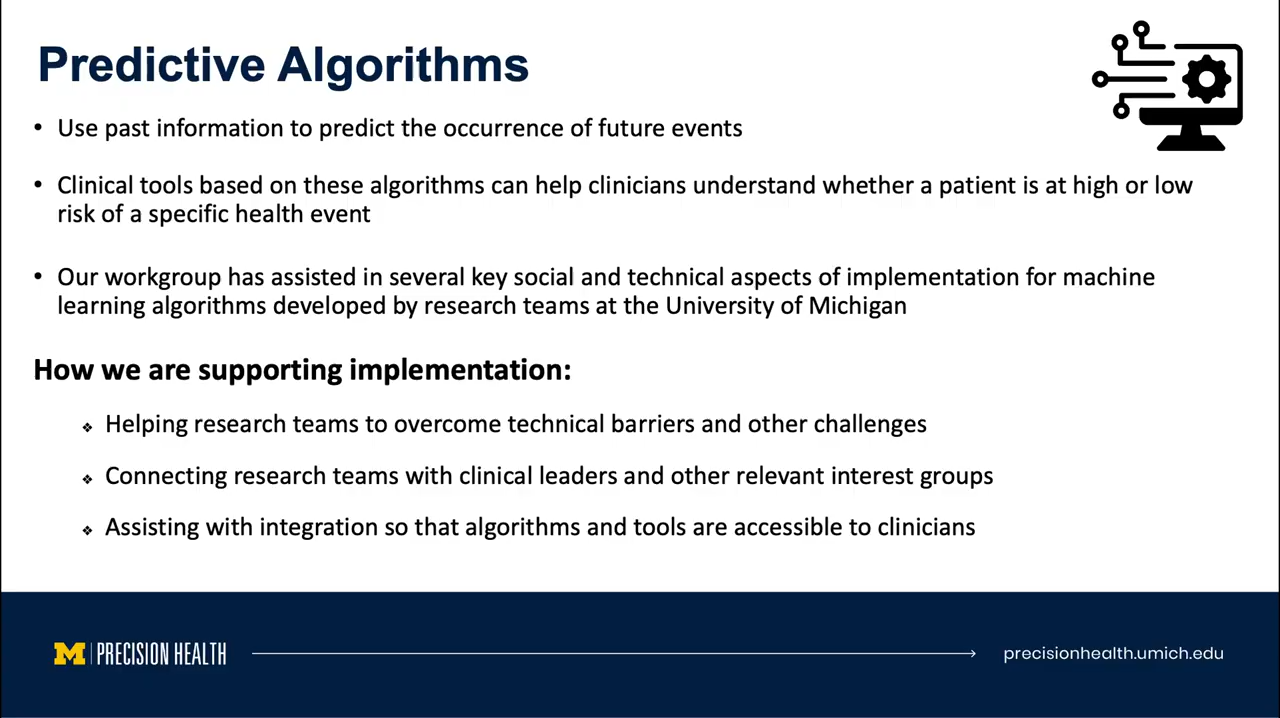 Predictive Algorithms
• Use past information to predict the occurrence of future events
• Clinical tools based on these algorithms can help clinicians understand whether a patient is at high or low
risk of a specific health event
• Our workgroup has assisted in several key social and technical aspects of implementation for machine
learning algorithms developed by research teams at the University of Michigan
How we are supporting implementation:
❖ Helping research teams to overcome technical barriers and other challenges
❖ Connecting research teams with clinical leaders and other relevant interest groups
❖ Assisting with integration so that algorithms and tools are accessible to clinicians
M | PRECISION HEALTH
precisionhealth.umich.edu